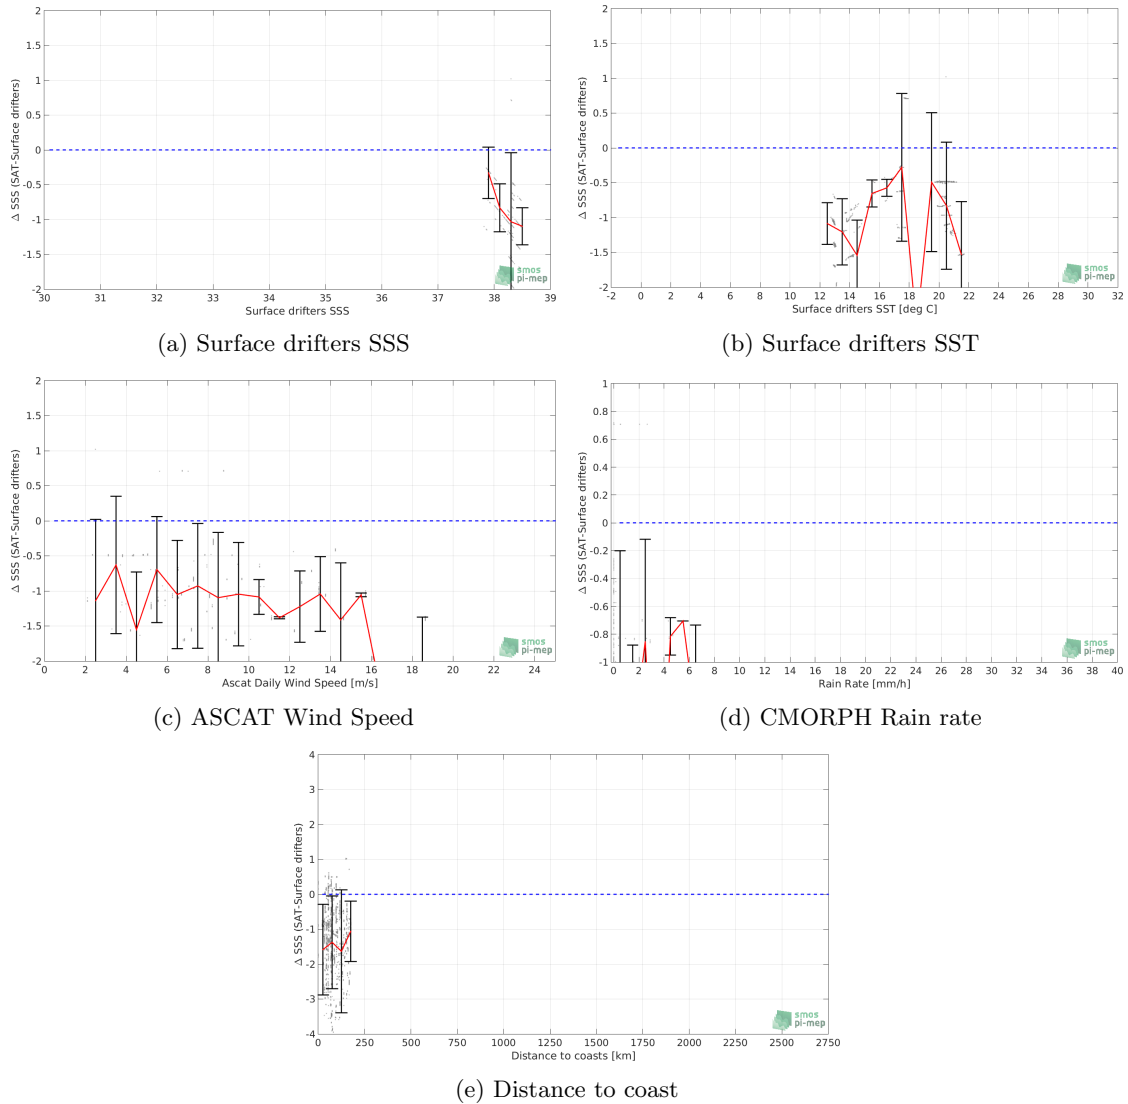 2
1.5
1
0.5
0
-0.5
-1
-1.5
-2
Δ SSS (SAT-Surface drifters)
30 31 32 33 34 35 36 37 38 39
Surface drifters SSS
smos
pi-mep
(a) Surface drifters SSS
2
1.5
1
0.5
0
-0.5
-1
-1.5
-2
Δ SSS (SAT-Surface drifters)
-2 0 2 4 6 8 10 12 14 16 18 20 22 24 26 28 30 32
Surface drifters SST [deg C]
smos
pi-mep
(b) Surface drifters SST
2
1.5
1
0.5
0
-0.5
-1
-1.5
-2
Δ SSS (SAT-Surface drifters)
0 2 4 6 8 10 12 14 16 18 20 22 24
Ascat Daily Wind Speed [m/s]
smos
pi-mep
(c) ASCAT Wind Speed
1
0.8
0.6
0.4
0.2
0
-0.2
-0.4
-0.6
-0.8
-1
Δ SSS (SAT-Surface drifters)
0 2 4 6 8 10 12 14 16 18 20 22 24 26 28 30 32 34 36 38 40
Rain Rate [mm/h]
smos
pi-mep
(d) CMORPH Rain rate
4
3
2
1
0
-1
-2
-3
-4
Δ SSS (SAT-Surface drifters)
0 250 500 750 1000 1250 1500 1750 2000 2250 2500 2750
Distance to coasts [km]
smos
pi-mep
(e) Distance to coast